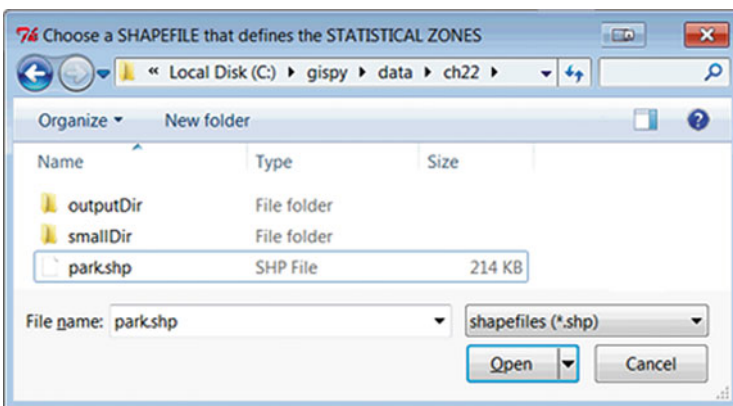 Choose a SHAPEFILE that defines the STATISTICAL ZONES
« Local Disk (C:) ▸ gispy ▸ data ▸ ch22 ▸
Organize ▾ New folder
Name Type Size
outputDir File folder
smallDir File folder
park.shp SHP File 214 KB
File name: park.shp shapefiles (*.shp)
Open Cancel